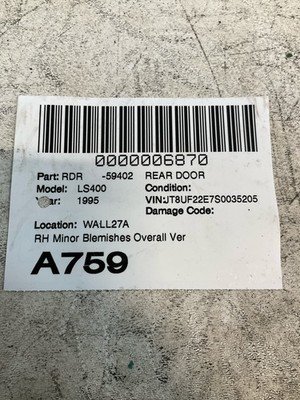 0000006870
Part: RDR -59402 REAR DOOR
Model: LS400 Condition:
ar: 1995 VIN:JT8UF22E7S0035205
Damage Code:
Location: WALL27A
RH Minor Blemishes Overall Ver
A759